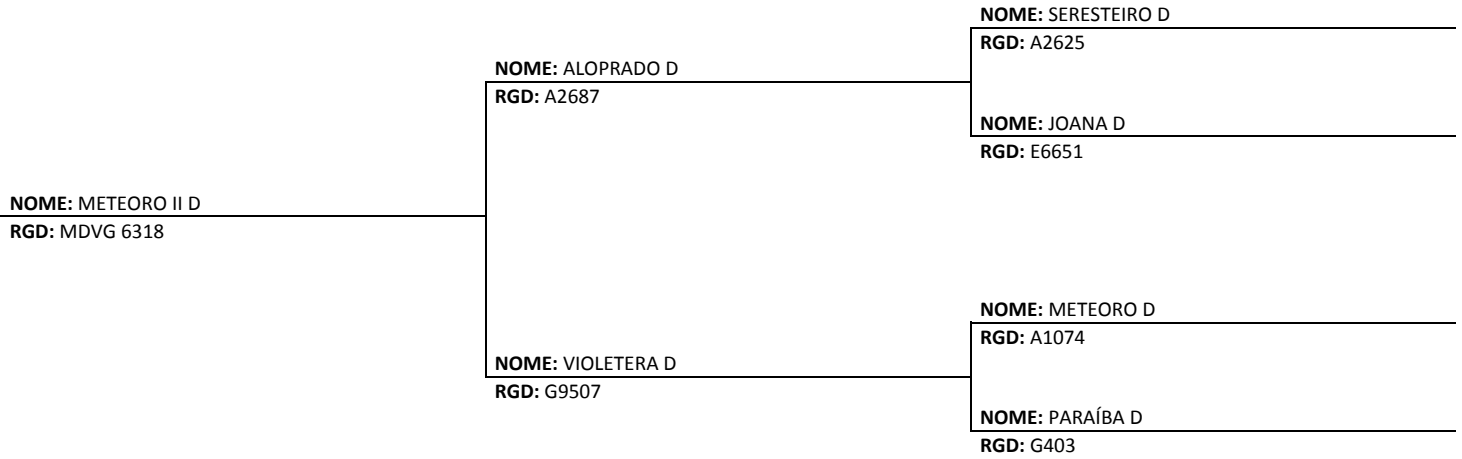 NOME: SERESTEIRO D
RGD: A2625
NOME: ALOPRADO D
RGD: A2687
NOME: JOANA D
RGD: E6651
NOME: METEORO II D
RGD: MDVG 6318
NOME: METEORO D
RGD: A1074
NOME: VIOLETERA D
RGD: G9507
NOME: PARAÍBA D
RGD: G403